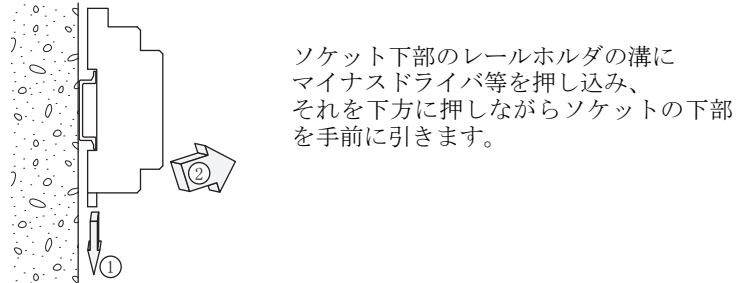 ソケット下部のレールホルダの溝に
マイナスドライバ等を押し込み、
それを下方に押しながらソケットの下部
を手前に引きます。
②
①